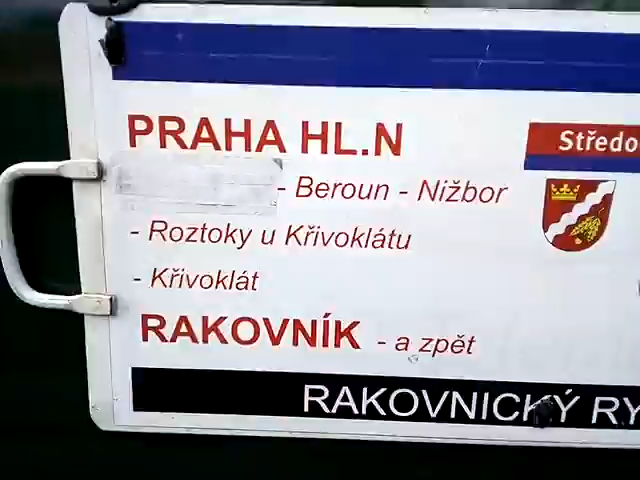 PRAHA HL.N
- Beroun - Nižbor
- Roztoky u Křivoklátu
- Křivoklát
RAKOVNÍK - a zpět
Středo
RAKOVNICKÝ RY